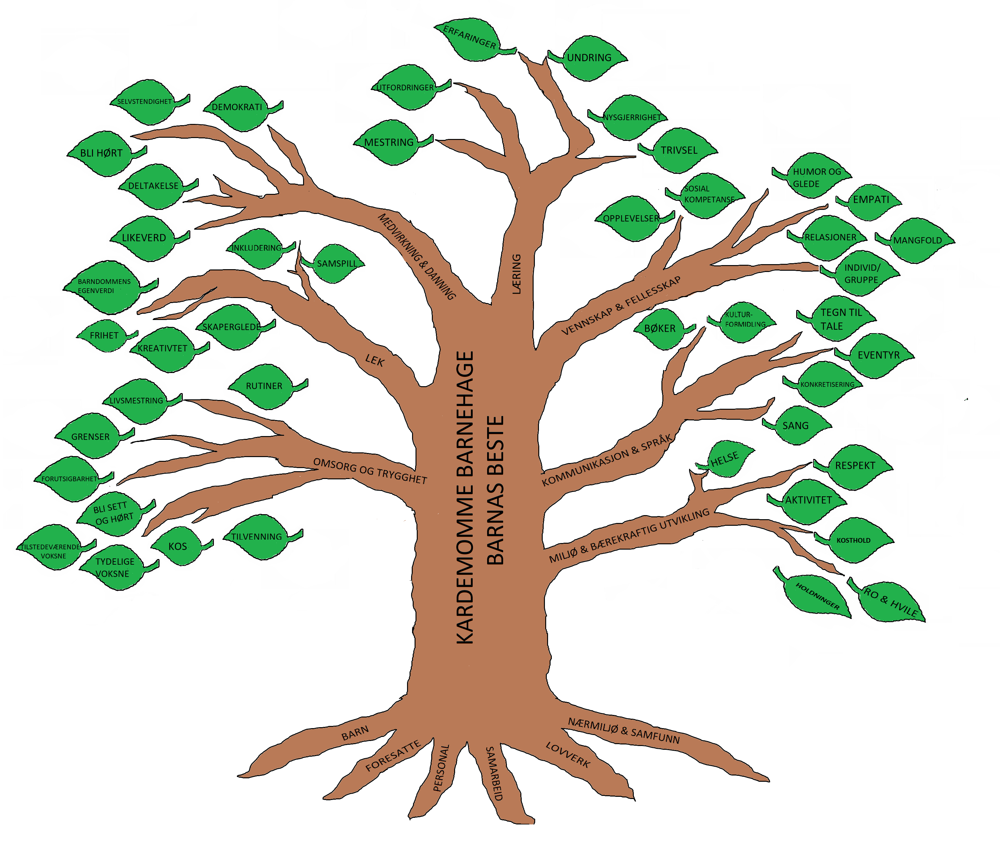 ERFARINGER
UNDRING
UTFORDRINGER
MESTRING
NYSGJERRIGHET
TRIVSEL
LÆRING
SELVSTENDIGHET
DEMOKRATI
BLI HØRT
DELTAKELSE
LIKEVERD
MEDVIRKNING & DANNING
INKLUDERING
SAMSPILL
BARNDOMMENS
EGENVERDI
FRIHET
KREATIVTET
SKAPERGLEDE
LEK
RUTINER
LIVSMESTRING
GRENSER
FORUTSIGBARHET
BLI SETT
OG HØRT
TILSTEDEVÆRENDE
VOKSNE
TYDELIGE
VOKSNE
KOS
TILVENNING
OMSORG OG TRYGGHET
HUMOR OG
GLEDE
SOSIAL
KOMPETANSE
OPPLEVELSER
EMPATI
RELASJONER
MANGFOLD
INDIVID/
GRUPPE
VENNSKAP & FELLESSKAP
BØKER
KULTUR-
FORMIDLING
TEGN TIL
TALE
EVENTYR
KONKRETISERING
SANG
KOMMUNIKASJON & SPRÅK
HELSE
RESPEKT
AKTIVITET
KOSTHOLD
HOLDNINGER
RO & HVILE
MILJØ & BÆREKRAFTIG UTVIKLING
KARDEMOMME BARNEHAGE
BARNAS BESTE
BARN
FORESATTE
PERSONAL
SAMARBEID
LOVVERK
NÆRMILJØ & SAMFUNN